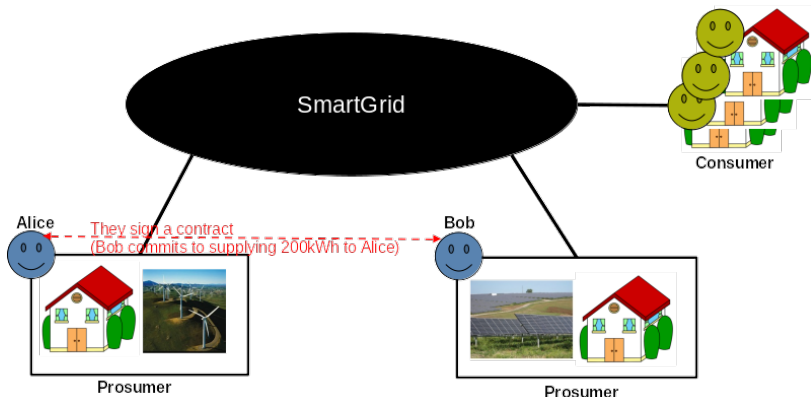 SmartGrid
Consumer
Alice
Bob
They sign a contract
(Bob commits to supplying 200kWh to Alice)
Prosumer
Prosumer